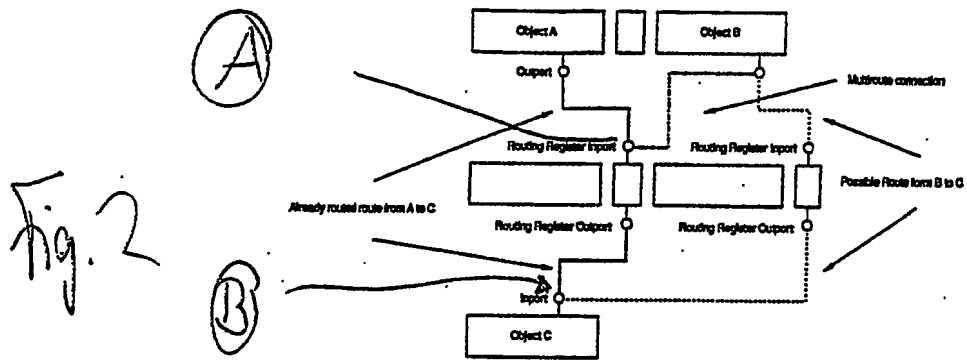 Object A
Object B
A
Outport
Multiroute connection
Routing Register Inport
Routing Register Inport
Possible Route form B to C
Already routed route from A to C
Fig. 2
Routing Register Outport
Routing Register Outport
B
Inport
Object C